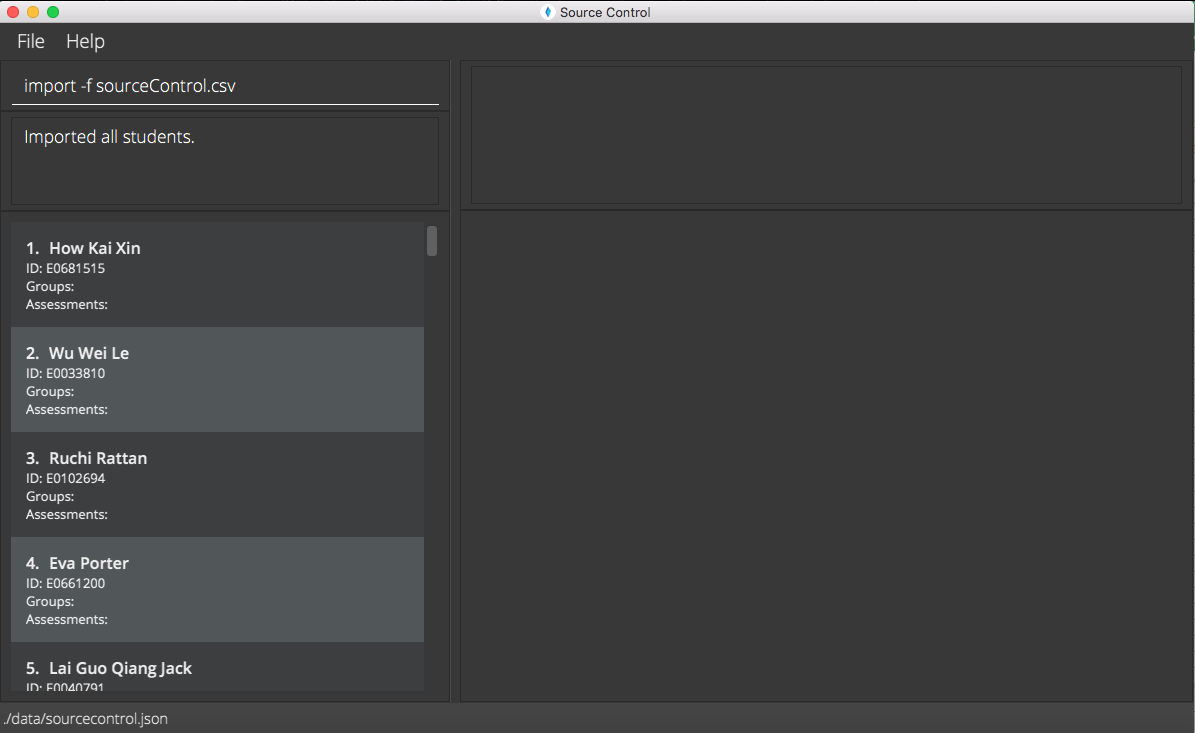 Source Control
File Help
import -f sourceControl.csv
Imported all students.
1. How Kai Xin
ID: E0681515
Groups:
Assessments:
2. Wu Wei Le
ID: E0033810
Groups:
Assessments:
3. Ruchi Rattan
ID: E0102694
Groups:
Assessments:
4. Eva Porter
ID: E0661200
Groups:
Assessments:
5. Lai Guo Qiang Jack
ID: E0040791
./data/sourcecontrol.json